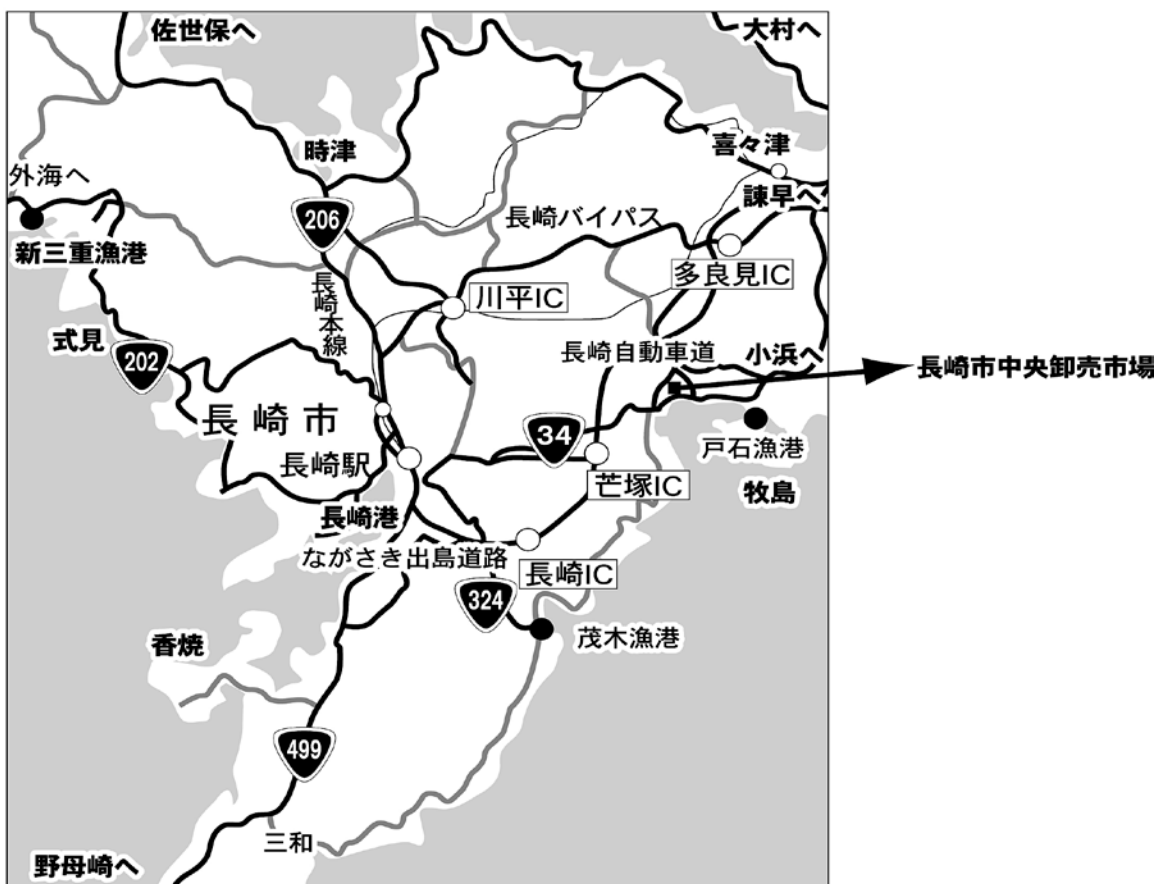 佐世保へ
大村へ
時津
喜々津
外海へ
諫早へ
206
長崎バイパス
新三重漁港
多良見IC
長崎本線
川平IC
式見
202
長崎自動車道
小浜へ
長崎市中央卸売市場
長崎市
34
戸石漁港
長崎駅
芒塚IC
牧島
長崎港
ながさき出島道路
長崎IC
324
香焼
茂木漁港
499
三和
野母崎へ